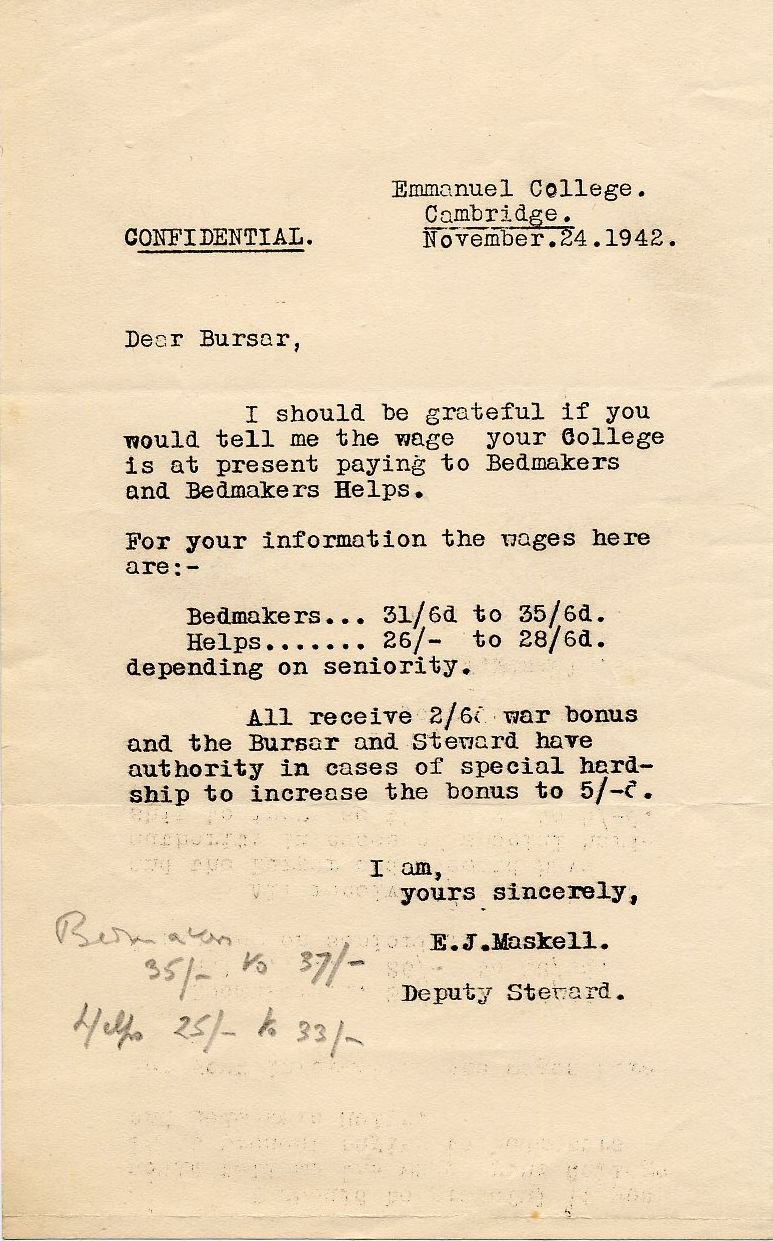 Emmanuel College.
Cambridge.
CONFIDENTIAL. November.24.1942.
Dear Bursar,
I should be grateful if you
would tell me the wage your College
is at present paying to Bedmakers
and Bedmakers Helps.
For your information the wages here
are:-
Bedmakers... 31/6d to 35/6d.
Helps....... 26/- to 28/6d.
depending on seniority.
All receive 2/6d war bonus
and the Bursar and Steward have
authority in cases of special hard-
ship to increase the bonus to 5/-d.
I am,
yours sincerely,
E.J.Maskell.
Deputy Steward.
Bedmakers
35/- to 37/-
Helps 25/- to 33/-